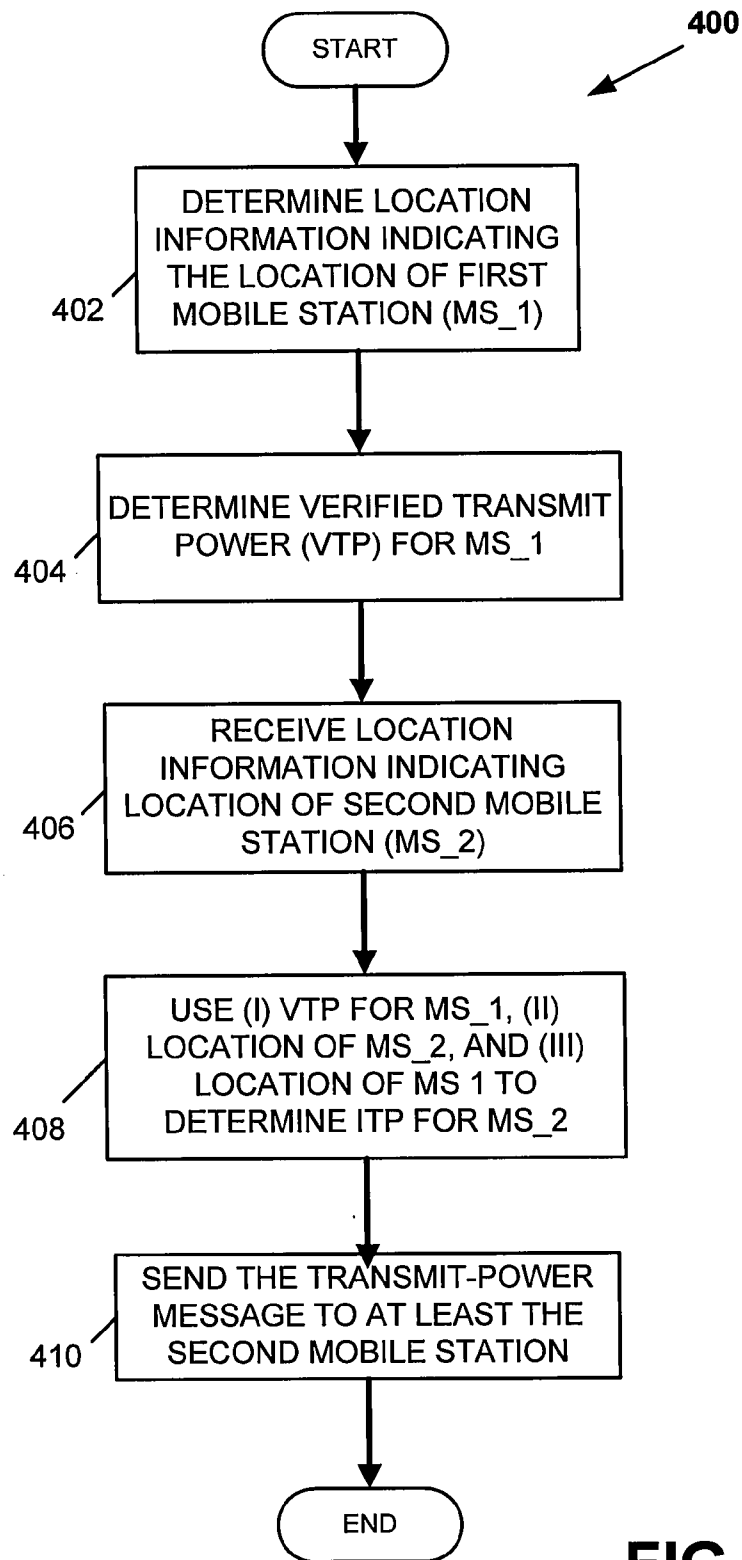 START
400
DETERMINE LOCATION
INFORMATION INDICATING
THE LOCATION OF FIRST
MOBILE STATION (MS_1)
402
DETERMINE VERIFIED TRANSMIT
POWER (VTP) FOR MS_1
404
RECEIVE LOCATION
INFORMATION INDICATING
LOCATION OF SECOND MOBILE
STATION (MS_2)
406
USE (I) VTP FOR MS_1, (II)
LOCATION OF MS_2, AND (III)
LOCATION OF MS 1 TO
DETERMINE ITP FOR MS_2
408
SEND THE TRANSMIT-POWER
MESSAGE TO AT LEAST THE
SECOND MOBILE STATION
410
END
FIG